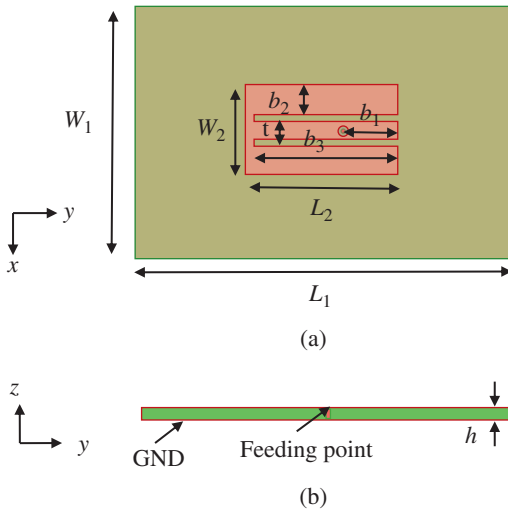 b₂
b₁
W₁
W₂
t
b₃
y
L₂
x
L₁
(a)
z
y
GND
Feeding point
h
(b)